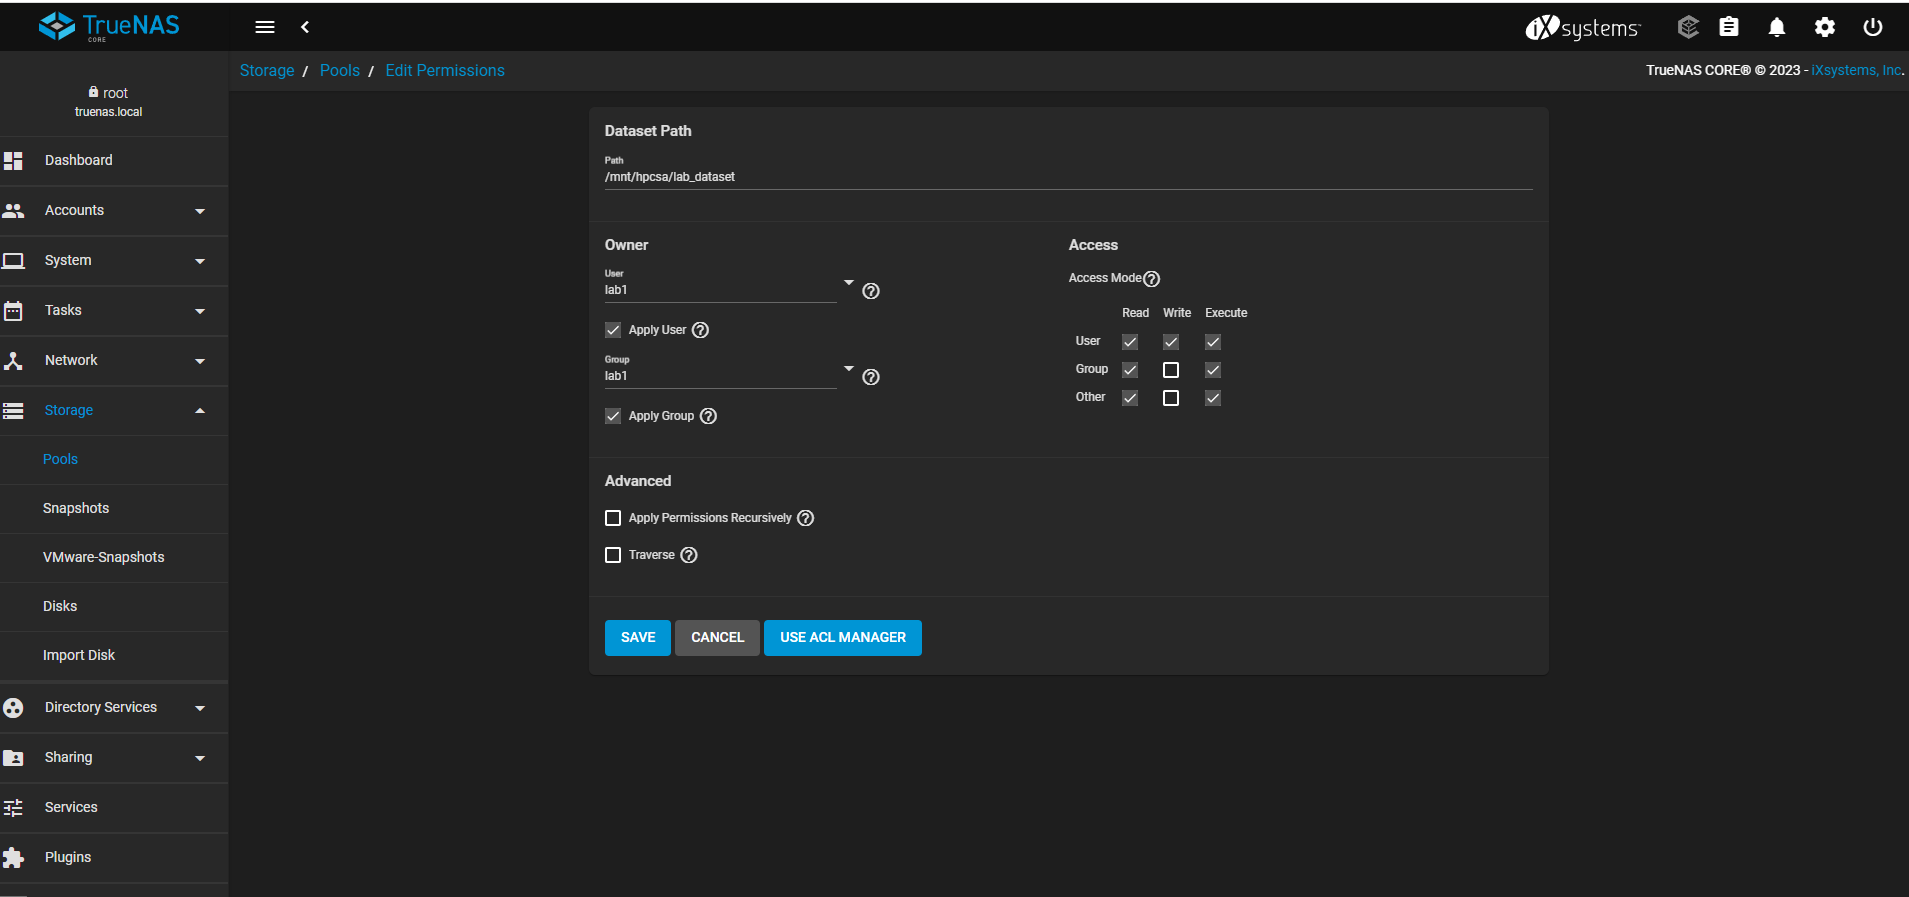 TrueNAS
CORE
iXsystems
Storage / Pools / Edit Permissions
TrueNAS CORE® © 2023 - iXsystems, Inc.
root
truenas.local
Dashboard
Accounts
System
Tasks
Network
Storage
Pools
Snapshots
VMware-Snapshots
Disks
Import Disk
Directory Services
Sharing
Services
Plugins
Dataset Path
Path
/mnt/hpcsa/lab_dataset
Owner
User
lab1
Apply User
Group
lab1
Apply Group
Access
Access Mode
Read Write Execute
User
Group
Other
Advanced
Apply Permissions Recursively
Traverse
SAVE CANCEL USE ACL MANAGER